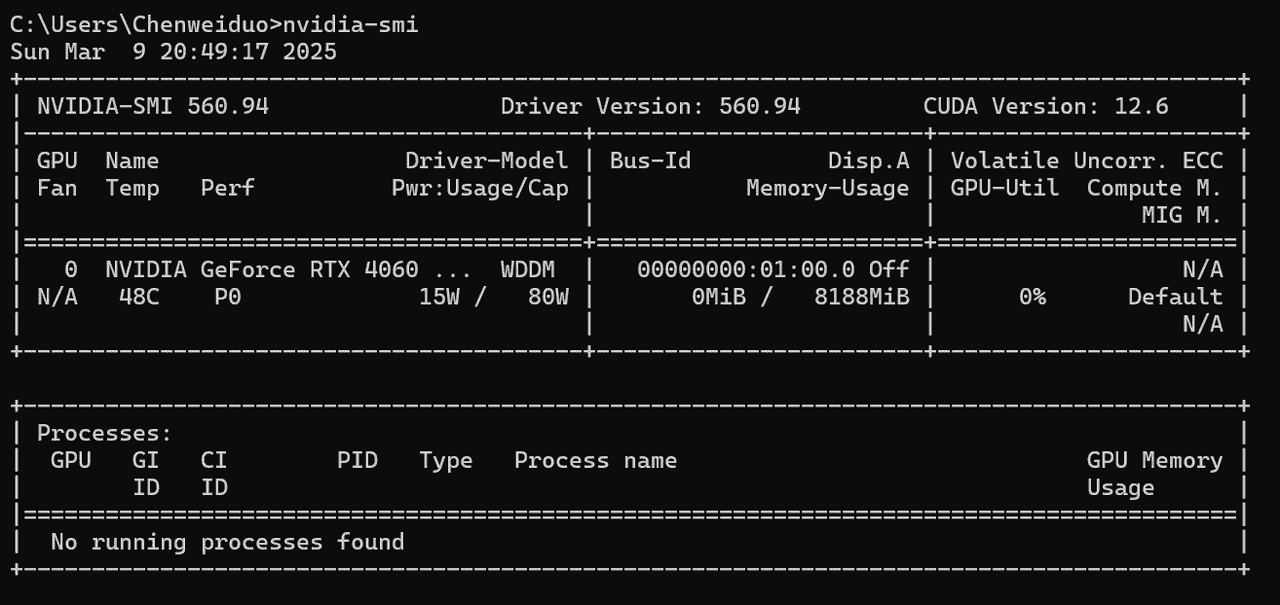 C:\Users\Chenweiduo>nvidia-smi
Sun Mar  9 20:49:17 2025
+-----------------------------------------------------------------------------------------+
| NVIDIA-SMI 560.94                 Driver Version: 560.94         CUDA Version: 12.6     |
|-----------------------------------------+------------------------+----------------------+
| GPU  Name                  Driver-Model | Bus-Id          Disp.A | Volatile Uncorr. ECC |
| Fan  Temp   Perf          Pwr:Usage/Cap |           Memory-Usage | GPU-Util  Compute M. |
|                                         |                        |               MIG M. |
|=========================================+========================+======================|
|   0  NVIDIA GeForce RTX 4060 ...  WDDM  |   00000000:01:00.0 Off |                  N/A |
| N/A   48C    P0             15W /   80W |       0MiB /   8188MiB |      0%      Default |
|                                         |                        |                  N/A |
+-----------------------------------------+------------------------+----------------------+

+-----------------------------------------------------------------------------------------+
| Processes:                                                                              |
|  GPU   GI   CI        PID   Type   Process name                              GPU Memory |
|        ID   ID                                                               Usage      |
|=========================================================================================|
|  No running processes found                                                             |
+-----------------------------------------------------------------------------------------+